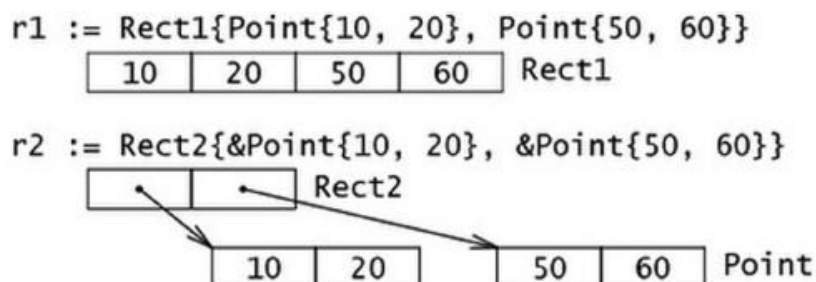 r1 := Rect1{Point{10, 20}, Point{50, 60}}
10 20 50 60 Rect1
r2 := Rect2{&Point{10, 20}, &Point{50, 60}}
Rect2
10 20 50 60 Point